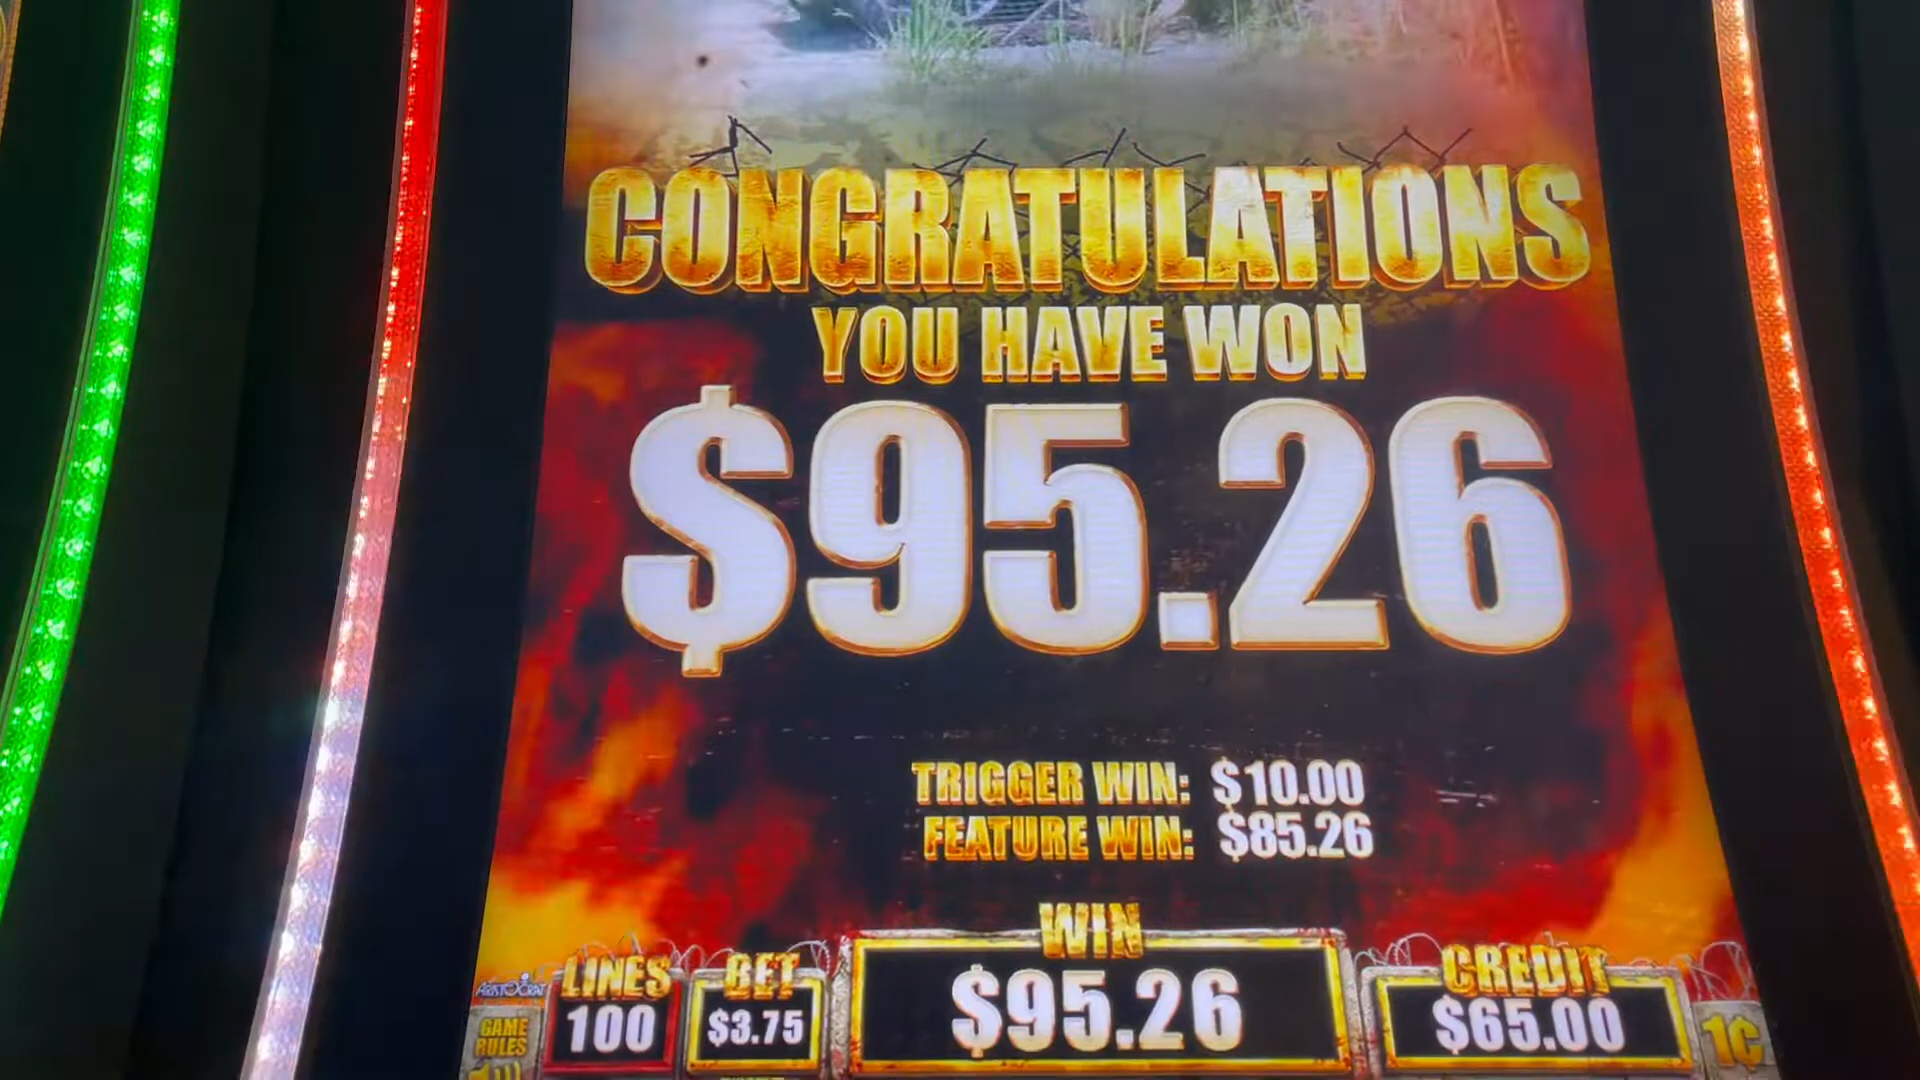 CONGRATULATIONS
YOU HAVE WON
$95.26
TRIGGER WIN: $10.00
FEATURE WIN: $85.26
WIN
$95.26
ARISTOCRAT
LINES
100
BET
$3.75
CREDIT
$65.00
GAME
RULES
1¢